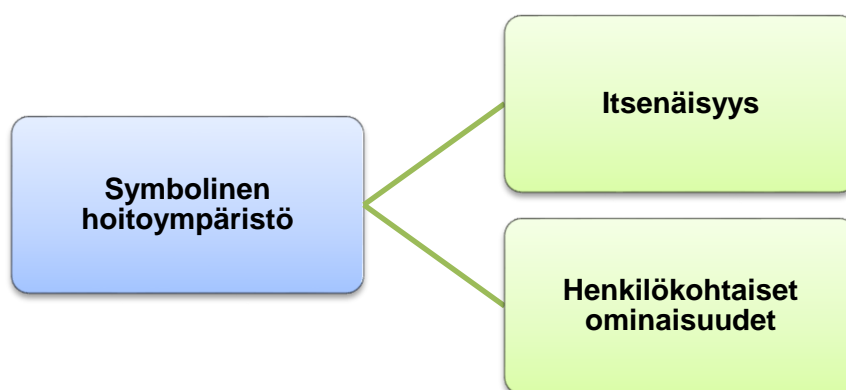 Symbolinen
hoitoympäristö
Itsenäisyys
Henkilökohtaiset
ominaisuudet